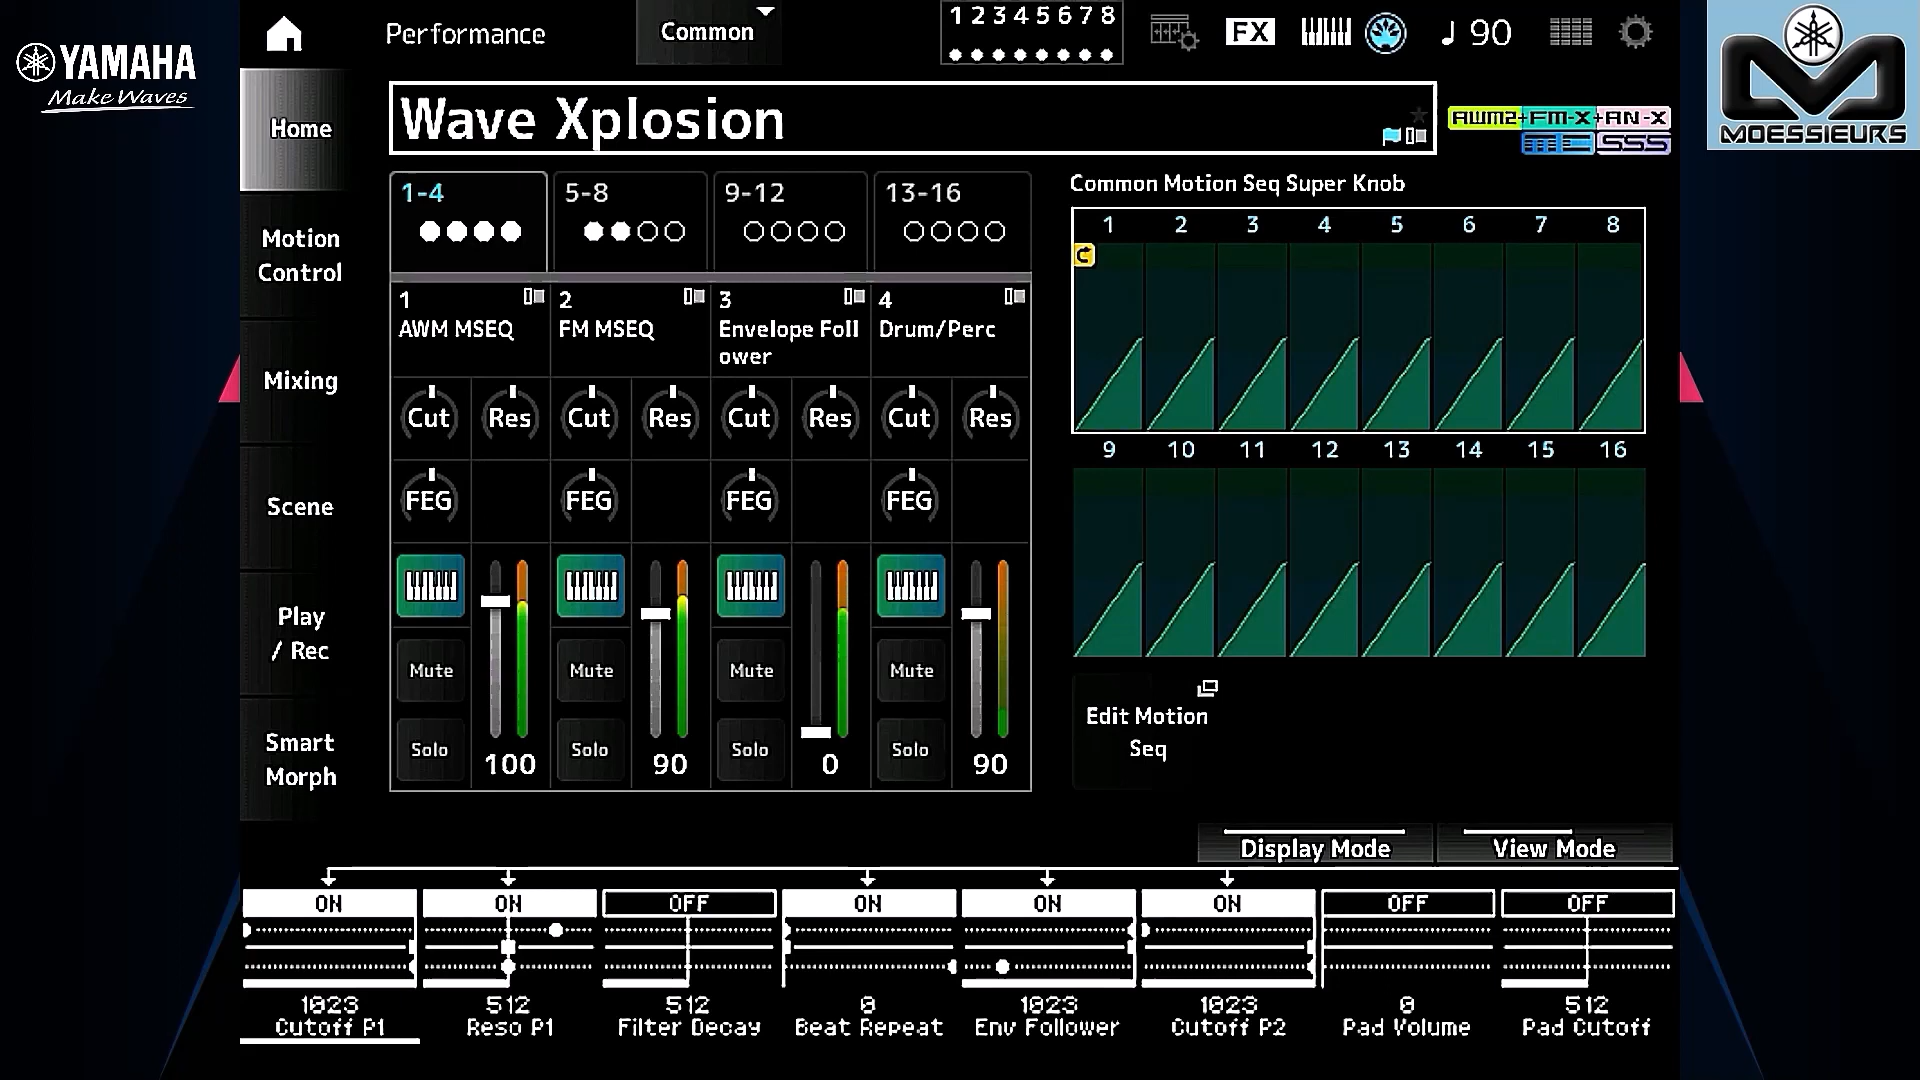 YAMAHA
Make Waves
Performance
Common
1 2 3 4 5 6 7 8
FX
90
MOESSIEURS
Home
Wave Xplosion
AWM2+FM-X+AN-X
SSS
Motion
Control
Mixing
Scene
Play
/ Rec
Smart
Morph
1-4
5-8
9-12
13-16
1
AWM MSEQ
2
FM MSEQ
3
Envelope Foll
ower
4
Drum/Perc
Cut Res Cut Res Cut Res Cut Res
FEG FEG FEG FEG
Mute Mute Mute Mute
Solo Solo Solo Solo
100 90 0 90
Common Motion Seq Super Knob
1 2 3 4 5 6 7 8
C
9 10 11 12 13 14 15 16
Edit Motion
Seq
Display Mode
View Mode
ON ON OFF ON ON ON OFF OFF
1023 512 512 0 1023 1023 0 512
Cutoff P1 Reso P1 Filter Decay Beat Repeat Env Follower Cutoff P2 Pad Volume Pad Cutoff